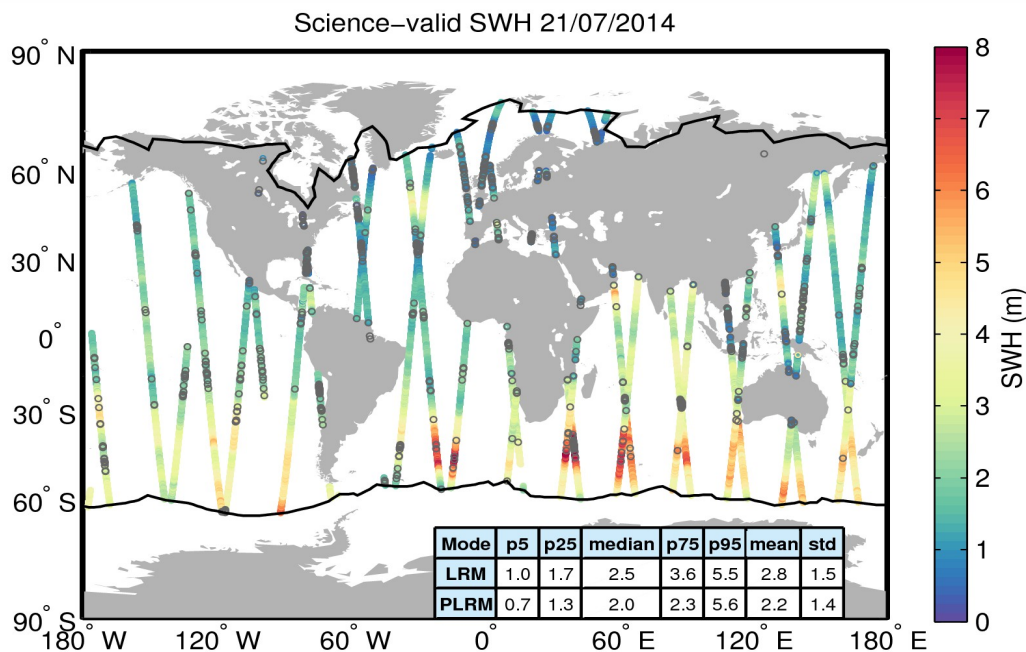 Science−valid SWH 21/07/2014
90° N
60° N
30° N
0°
30° S
60° S
90° S
180° W
120° W
60° W
0°
60° E
120° E
180° E
8
7
6
5
4
3
2
1
0
SWH (m)
Mode p5 p25 median p75 p95 mean std
LRM 1.0 1.7 2.5 3.6 5.5 2.8 1.5
PLRM 0.7 1.3 2.0 2.3 5.6 2.2 1.4